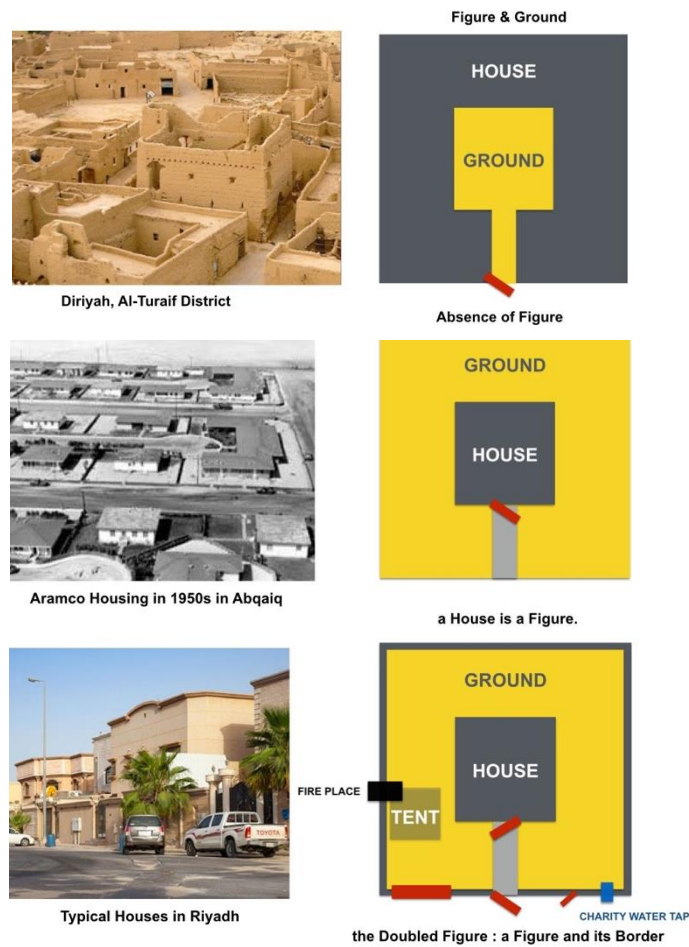 Figure & Ground
HOUSE
GROUND
Diriyah, Al-Turaif District
Absence of Figure
GROUND
HOUSE
Aramco Housing in 1950s in Abqaiq
a House is a Figure.
GROUND
HOUSE
FIRE PLACE
TENT
TOYOTA
CHARITY WATER TAP
Typical Houses in Riyadh
the Doubled Figure : a Figure and its Border